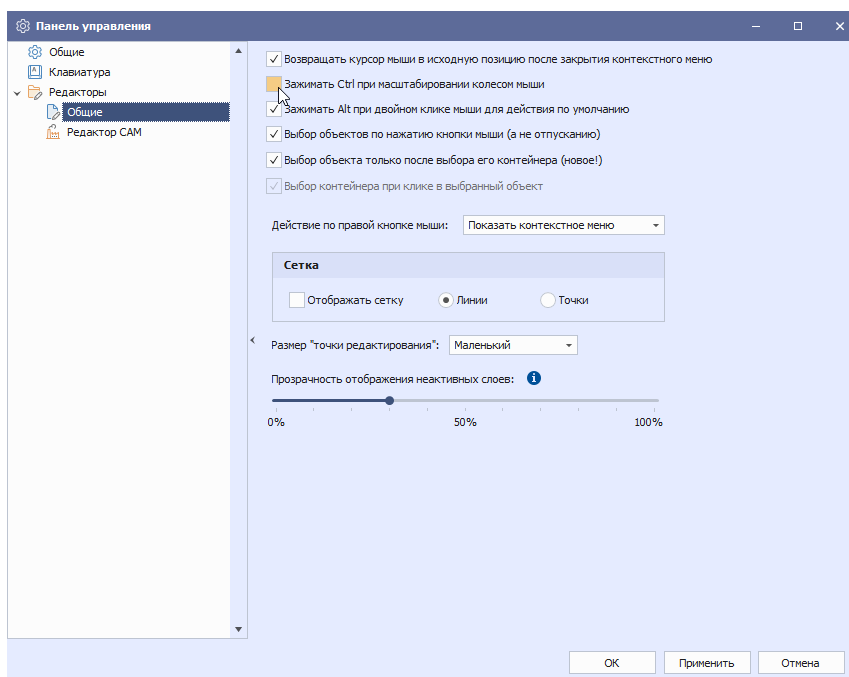 Панель управления
Общие
Клавиатура
Редакторы
Общие
Редактор CAM
Возвращать курсор мыши в исходную позицию после закрытия контекстного меню
Зажимать Ctrl при масштабировании колесом мыши
Зажимать Alt при двойном клике мыши для действия по умолчанию
Выбор объектов по нажатию кнопки мыши (а не отпусканию)
Выбор объекта только после выбора его контейнера (новое!)
Выбор контейнера при клике в выбранный объект
Действие по правой кнопке мыши: Показать контекстное меню
Сетка
Отображать сетку Линии Точки
Размер "точки редактирования": Маленький
Прозрачность отображения неактивных слоев:
0% 50% 100%
ОК Применить Отмена